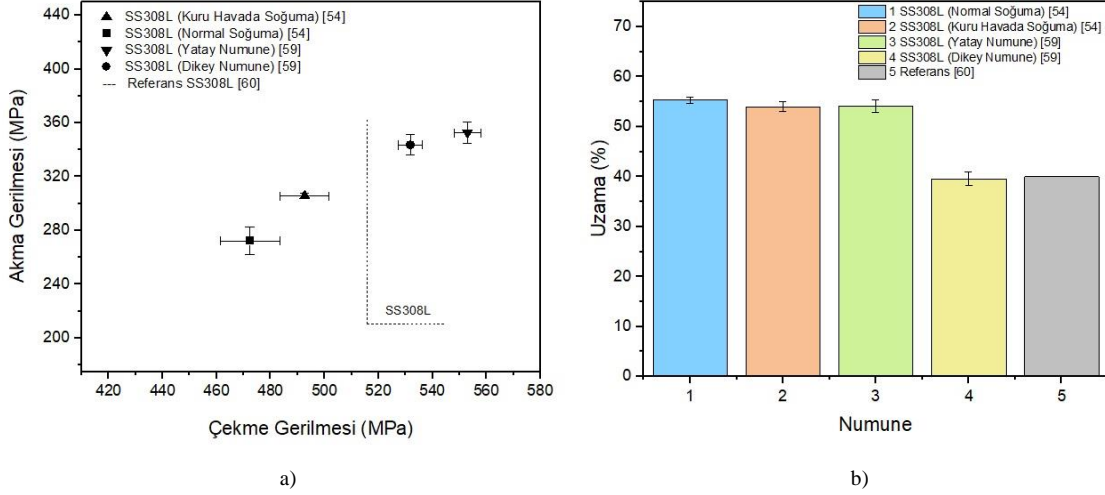 440
400
360
320
280
240
200
Akma Gerilmesi (MPa)
SS308L (Kuru Havada Soğuma) [54]
SS308L (Normal Soğuma) [54]
SS308L (Yatay Numune) [59]
SS308L (Dikey Numune) [59]
Referans SS308L [60]
SS308L
420 440 460 480 500 520 540 560 580
Çekme Gerilmesi (MPa)
a)
70
60
50
40
30
20
10
0
Uzama (%)
1 SS308L (Normal Soğuma) [54]
2 SS308L (Kuru Havada Soğuma) [54]
3 SS308L (Yatay Numune) [59]
4 SS308L (Dikey Numune) [59]
5 Referans [60]
1 2 3 4 5
Numune
b)